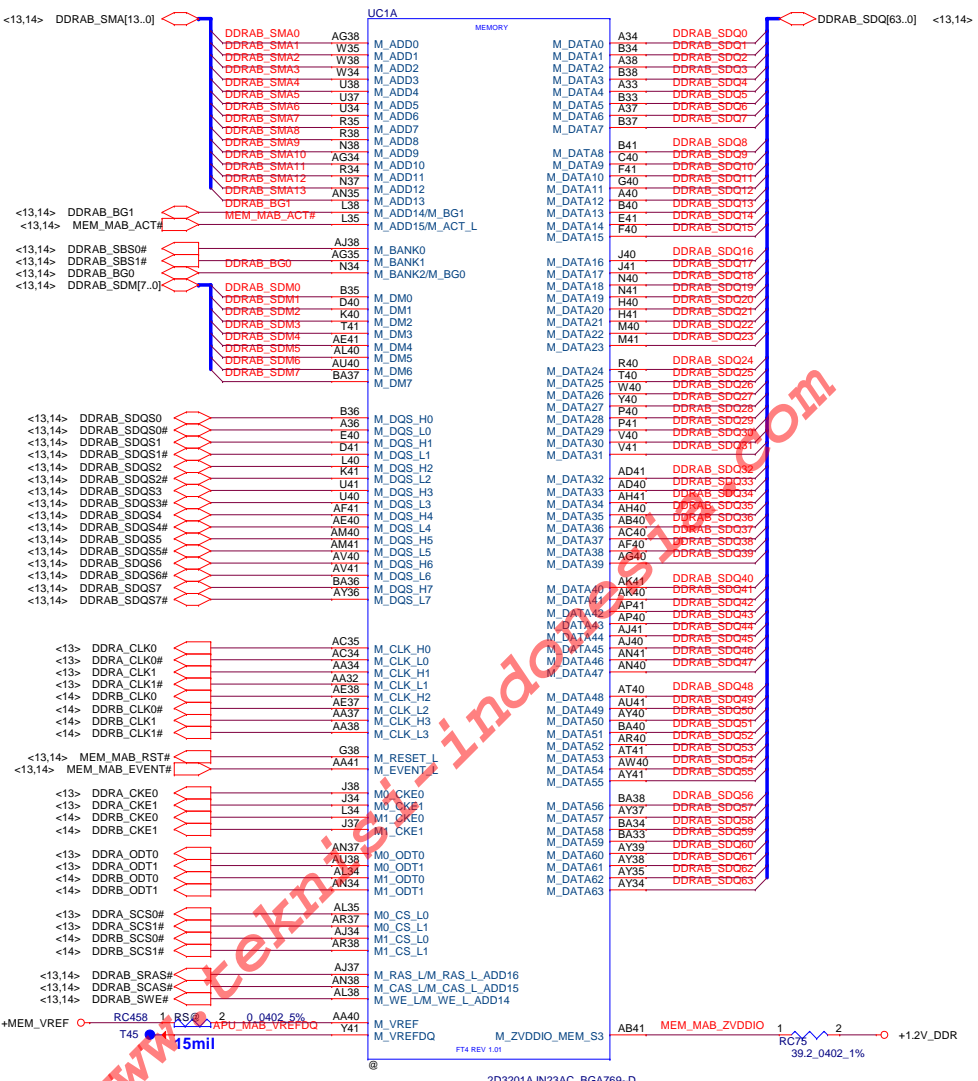 UC1A
MEMORY
<13,14> DDRAB_SMA[13..0]
DDRAB_SDQ[63..0] <13,14>
DDRAB_SMA0 AG38 M_ADD0
DDRAB_SMA1 W35 M_ADD1
DDRAB_SMA2 W38 M_ADD2
DDRAB_SMA3 W34 M_ADD3
DDRAB_SMA4 U38 M_ADD4
DDRAB_SMA5 U37 M_ADD5
DDRAB_SMA6 U34 M_ADD6
DDRAB_SMA7 R35 M_ADD7
DDRAB_SMA8 R38 M_ADD8
DDRAB_SMA9 N38 M_ADD9
DDRAB_SMA10 AG34 M_ADD10
DDRAB_SMA11 R34 M_ADD11
DDRAB_SMA12 N37 M_ADD12
DDRAB_SMA13 AN35 M_ADD13
<13,14> DDRAB_BG1 DDRAB_BG1 L38 M_ADD14/M_BG1
<13,14> MEM_MAB_ACT# MEM_MAB_ACT# L35 M_ADD15/M_ACT_L
<13,14> DDRAB_SBS0# AJ38 M_BANK0
<13,14> DDRAB_SBS1# AG35 M_BANK1
<13,14> DDRAB_BG0 DDRAB_BG0 N34 M_BANK2/M_BG0
<13,14> DDRAB_SDM[7..0]
DDRAB_SDM0 B35 M_DM0
DDRAB_SDM1 D40 M_DM1
DDRAB_SDM2 K40 M_DM2
DDRAB_SDM3 T41 M_DM3
DDRAB_SDM4 AE41 M_DM4
DDRAB_SDM5 AL40 M_DM5
DDRAB_SDM6 AU40 M_DM6
DDRAB_SDM7 BA37 M_DM7
<13,14> DDRAB_SDQS0 B36 M_DQS_H0
<13,14> DDRAB_SDQS0# A36 M_DQS_L0
<13,14> DDRAB_SDQS1 E40 M_DQS_H1
<13,14> DDRAB_SDQS1# D41 M_DQS_L1
<13,14> DDRAB_SDQS2 L40 M_DQS_H2
<13,14> DDRAB_SDQS2# K41 M_DQS_L2
<13,14> DDRAB_SDQS3 U41 M_DQS_H3
<13,14> DDRAB_SDQS3# U40 M_DQS_L3
<13,14> DDRAB_SDQS4 AF41 M_DQS_H4
<13,14> DDRAB_SDQS4# AE40 M_DQS_L4
<13,14> DDRAB_SDQS5 AM40 M_DQS_H5
<13,14> DDRAB_SDQS5# AM41 M_DQS_L5
<13,14> DDRAB_SDQS6 AV40 M_DQS_H6
<13,14> DDRAB_SDQS6# AV41 M_DQS_L6
<13,14> DDRAB_SDQS7 BA36 M_DQS_H7
<13,14> DDRAB_SDQS7# AY36 M_DQS_L7
<13> DDRA_CLK0 AC35 M_CLK_H0
<13> DDRA_CLK0# AC34 M_CLK_L0
<13> DDRA_CLK1 AA34 M_CLK_H1
<13> DDRA_CLK1# AA32 M_CLK_L1
<14> DDRB_CLK0 AE38 M_CLK_H2
<14> DDRB_CLK0# AE37 M_CLK_L2
<14> DDRB_CLK1 AA37 M_CLK_H3
<14> DDRB_CLK1# AA38 M_CLK_L3
<13,14> MEM_MAB_RST# G38 M_RESET_L
<13,14> MEM_MAB_EVENT# AA41 M_EVENT_L
<13> DDRA_CKE0 J38 M0_CKE0
<13> DDRA_CKE1 J34 M0_CKE1
<14> DDRB_CKE0 L34 M1_CKE0
<14> DDRB_CKE1 J37 M1_CKE1
<13> DDRA_ODT0 AN37 M0_ODT0
<13> DDRA_ODT1 AU38 M0_ODT1
<14> DDRB_ODT0 AL34 M1_ODT0
<14> DDRB_ODT1 AN34 M1_ODT1
<13> DDRA_SCS0# AL35 M0_CS_L0
<13> DDRA_SCS1# AR37 M0_CS_L1
<14> DDRB_SCS0# AJ34 M1_CS_L0
<14> DDRB_SCS1# AR38 M1_CS_L1
<13,14> DDRAB_SRAS# AJ37 M_RAS_L/M_RAS_L_ADD16
<13,14> DDRAB_SCAS# AN38 M_CAS_L/M_CAS_L_ADD15
<13,14> DDRAB_SWE# AL38 M_WE_L/M_WE_L_ADD14
+MEM_VREF RC458 1 RS@ 2 0_0402_5% AA40 M_VREF
T45 APU_MAB_VREFDQ Y41 M_VREFDQ
15mil
M_DATA0 A34 DDRAB_SDQ0
M_DATA1 B34 DDRAB_SDQ1
M_DATA2 A38 DDRAB_SDQ2
M_DATA3 B38 DDRAB_SDQ3
M_DATA4 A33 DDRAB_SDQ4
M_DATA5 B33 DDRAB_SDQ5
M_DATA6 A37 DDRAB_SDQ6
M_DATA7 B37 DDRAB_SDQ7
M_DATA8 B41 DDRAB_SDQ8
M_DATA9 C40 DDRAB_SDQ9
M_DATA10 F41 DDRAB_SDQ10
M_DATA11 G40 DDRAB_SDQ11
M_DATA12 A40 DDRAB_SDQ12
M_DATA13 B40 DDRAB_SDQ13
M_DATA14 E41 DDRAB_SDQ14
M_DATA15 F40 DDRAB_SDQ15
M_DATA16 J40 DDRAB_SDQ16
M_DATA17 J41 DDRAB_SDQ17
M_DATA18 N40 DDRAB_SDQ18
M_DATA19 N41 DDRAB_SDQ19
M_DATA20 H40 DDRAB_SDQ20
M_DATA21 H41 DDRAB_SDQ21
M_DATA22 M40 DDRAB_SDQ22
M_DATA23 M41 DDRAB_SDQ23
M_DATA24 R40 DDRAB_SDQ24
M_DATA25 T40 DDRAB_SDQ25
M_DATA26 W40 DDRAB_SDQ26
M_DATA27 Y40 DDRAB_SDQ27
M_DATA28 P40 DDRAB_SDQ28
M_DATA29 P41 DDRAB_SDQ29
M_DATA30 V40 DDRAB_SDQ30
M_DATA31 V41 DDRAB_SDQ31
M_DATA32 AD41 DDRAB_SDQ32
M_DATA33 AD40 DDRAB_SDQ33
M_DATA34 AH41 DDRAB_SDQ34
M_DATA35 AH40 DDRAB_SDQ35
M_DATA36 AB40 DDRAB_SDQ36
M_DATA37 AC40 DDRAB_SDQ37
M_DATA38 AF40 DDRAB_SDQ38
M_DATA39 AG40 DDRAB_SDQ39
M_DATA40 AK41 DDRAB_SDQ40
M_DATA41 AK40 DDRAB_SDQ41
M_DATA42 AP41 DDRAB_SDQ42
M_DATA43 AP40 DDRAB_SDQ43
M_DATA44 AJ41 DDRAB_SDQ44
M_DATA45 AJ40 DDRAB_SDQ45
M_DATA46 AN41 DDRAB_SDQ46
M_DATA47 AN40 DDRAB_SDQ47
M_DATA48 AT40 DDRAB_SDQ48
M_DATA49 AU41 DDRAB_SDQ49
M_DATA50 AY40 DDRAB_SDQ50
M_DATA51 BA40 DDRAB_SDQ51
M_DATA52 AR40 DDRAB_SDQ52
M_DATA53 AT41 DDRAB_SDQ53
M_DATA54 AW40 DDRAB_SDQ54
M_DATA55 AY41 DDRAB_SDQ55
M_DATA56 BA38 DDRAB_SDQ56
M_DATA57 AY37 DDRAB_SDQ57
M_DATA58 BA34 DDRAB_SDQ58
M_DATA59 BA33 DDRAB_SDQ59
M_DATA60 AY39 DDRAB_SDQ60
M_DATA61 AY38 DDRAB_SDQ61
M_DATA62 AY35 DDRAB_SDQ62
M_DATA63 AY34 DDRAB_SDQ63
M_ZVDDIO_MEM_S3 AB41 MEM_MAB_ZVDDIO 1 2 +1.2V_DDR
RC75
39.2_0402_1%
FT4 REV 1.01
@
www.teknisi-indonesia.com